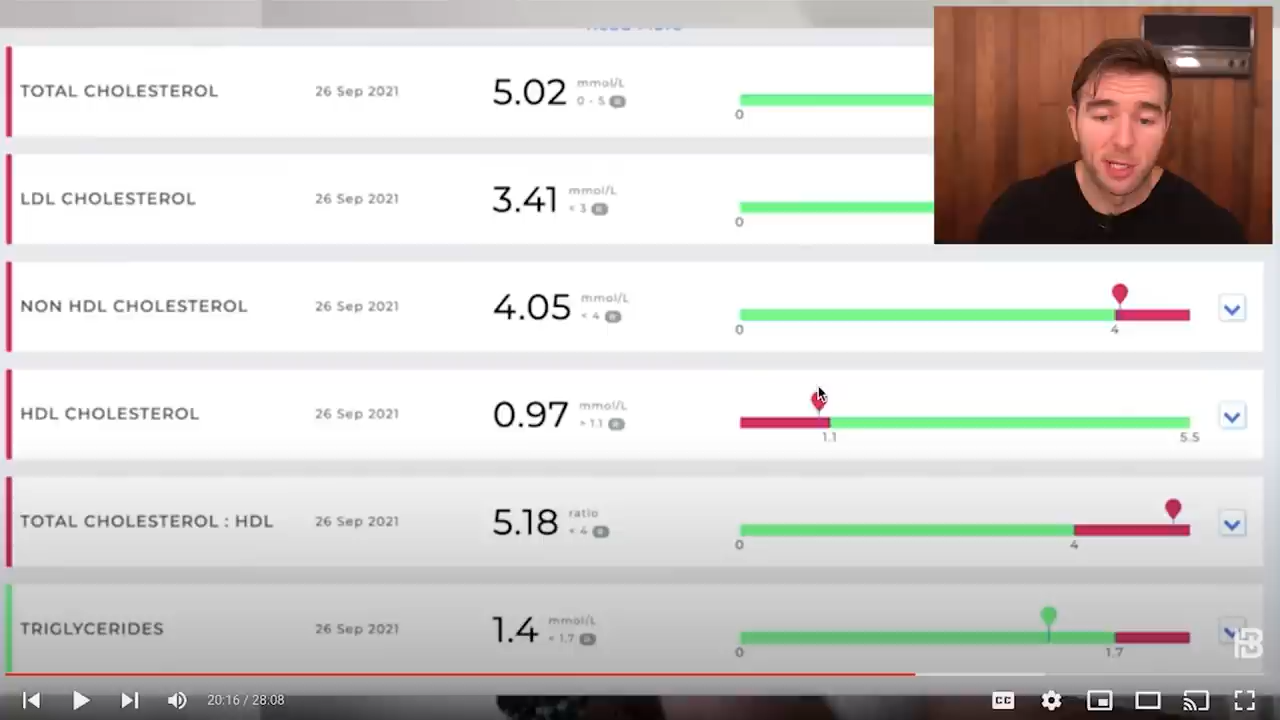 TOTAL CHOLESTEROL 26 Sep 2021 5.02 mmol/L
0 - 5 R
0
LDL CHOLESTEROL 26 Sep 2021 3.41 mmol/L
< 3 R
0
NON HDL CHOLESTEROL 26 Sep 2021 4.05 mmol/L
< 4 R
0 4
HDL CHOLESTEROL 26 Sep 2021 0.97 mmol/L
> 1.1 R
1.1 5.5
TOTAL CHOLESTEROL : HDL 26 Sep 2021 5.18 ratio
< 4 R
0 4
TRIGLYCERIDES 26 Sep 2021 1.4 mmol/L
< 1.7 R
0 1.7
20:16 / 28:08 CC